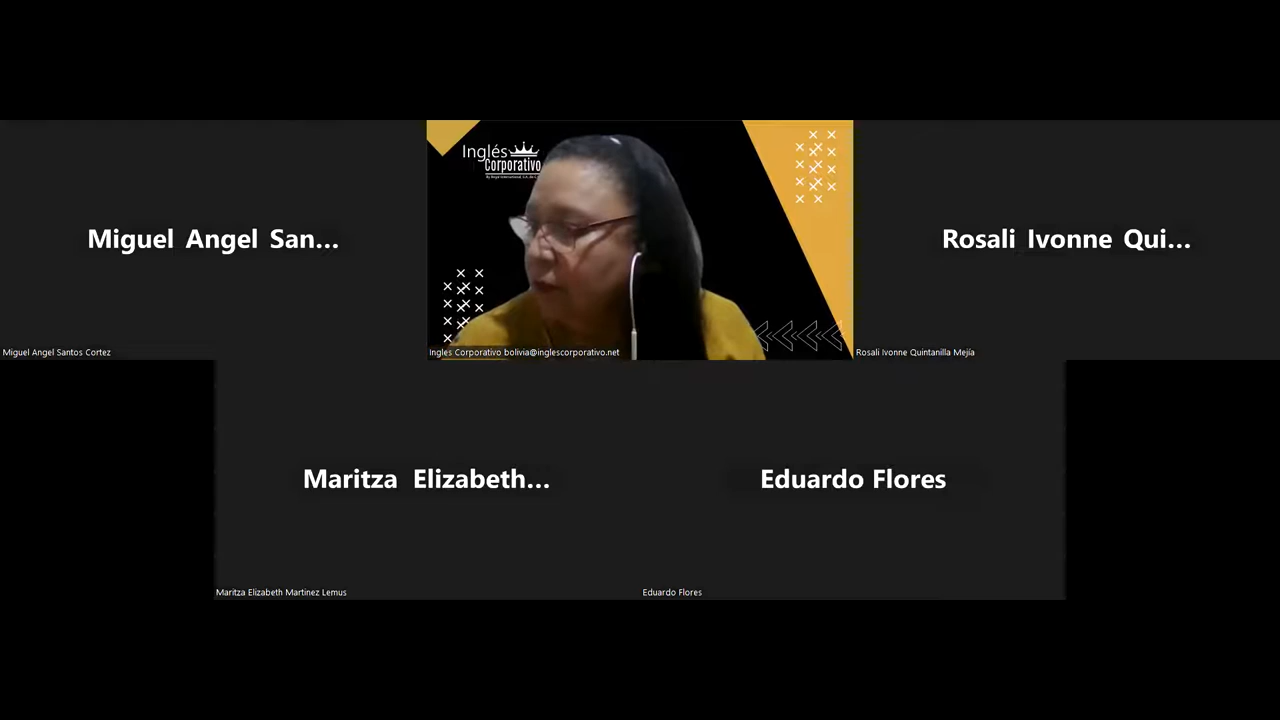 Miguel Angel San...
Inglés
Corporativo
Rosali Ivonne Qui...
Miguel Angel Santos Cortez
Ingles Corporativo bolivia@inglescorporativo.net
Rosali Ivonne Quintanilla Mejía
Maritza Elizabeth...
Eduardo Flores
Maritza Elizabeth Martinez Lemus
Eduardo Flores